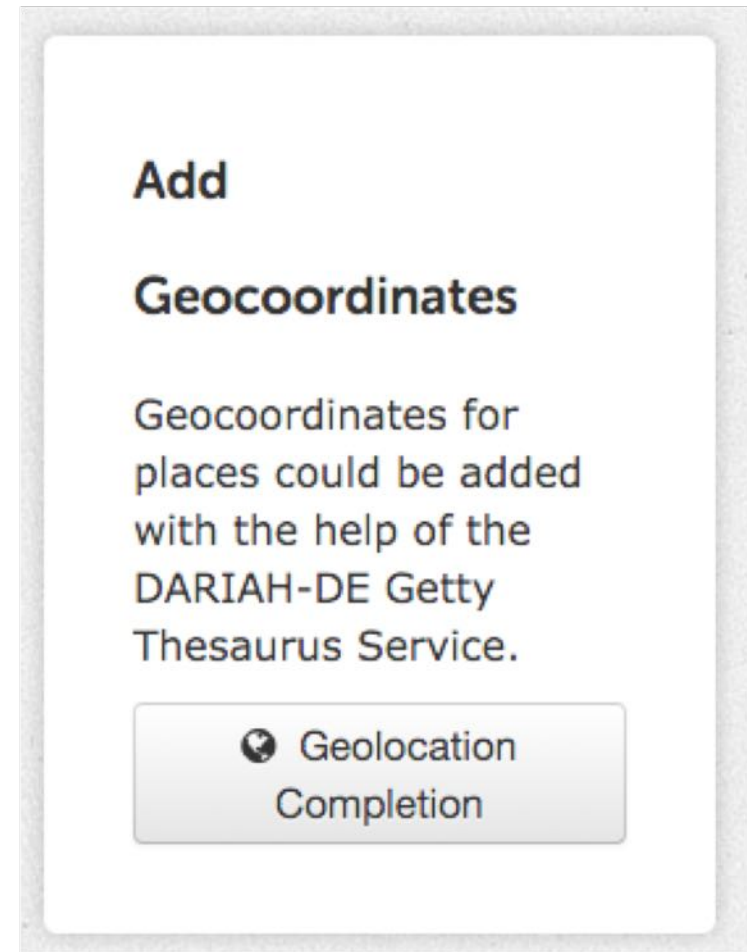 Add
Geocoordinates
Geocoordinates for
places could be added
with the help of the
DARIAH-DE Getty
Thesaurus Service.
Geolocation
Completion